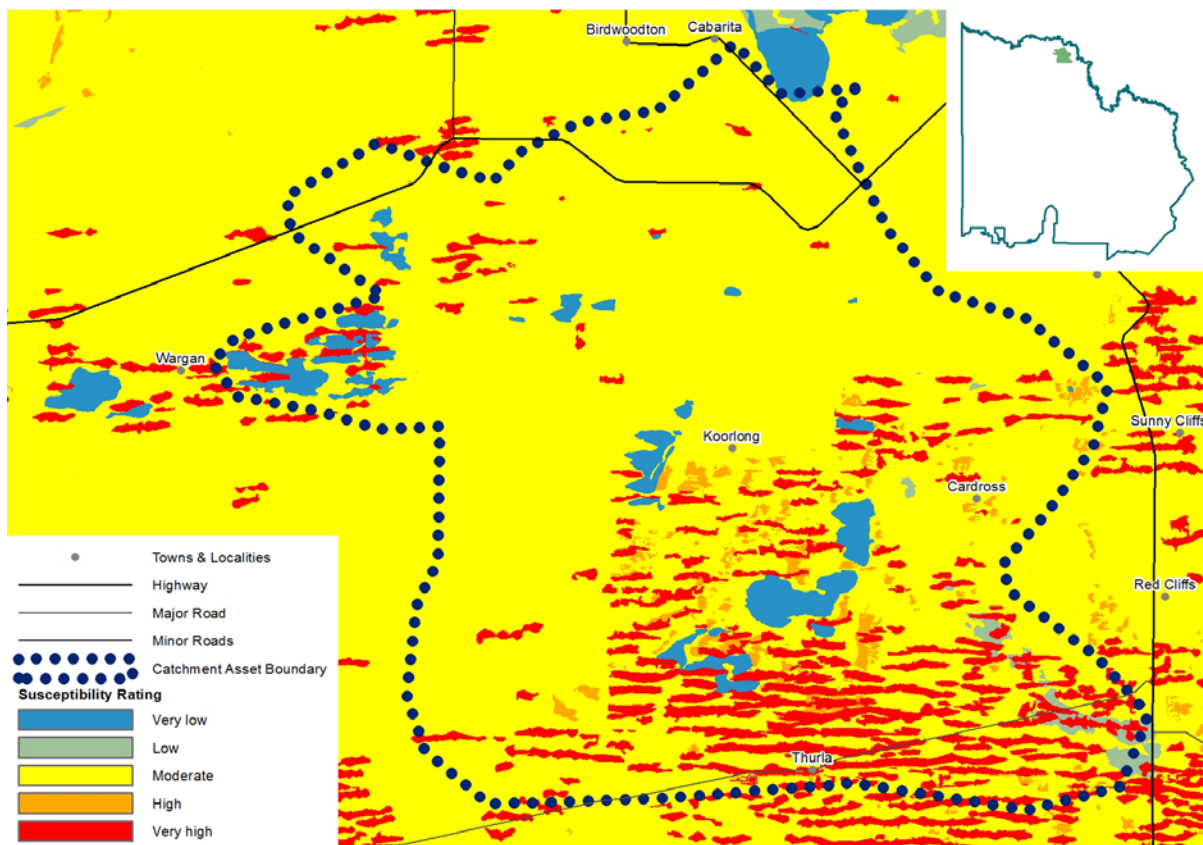 Birdwoodton
Cabarita
Wargan
Koorlong
Sunny Cliffs
Cardross
Red Cliffs
Thurla
Towns & Localities
Highway
Major Road
Minor Roads
Catchment Asset Boundary
Susceptibility Rating
Very low
Low
Moderate
High
Very high